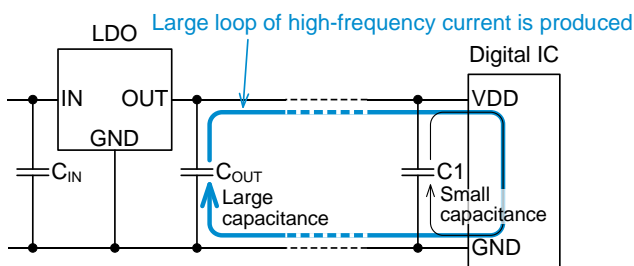 Large loop of high-frequency current is produced
LDO
Digital IC
IN
OUT
VDD
GND
CIN
COUT
C1
Large
capacitance
Small
capacitance
GND